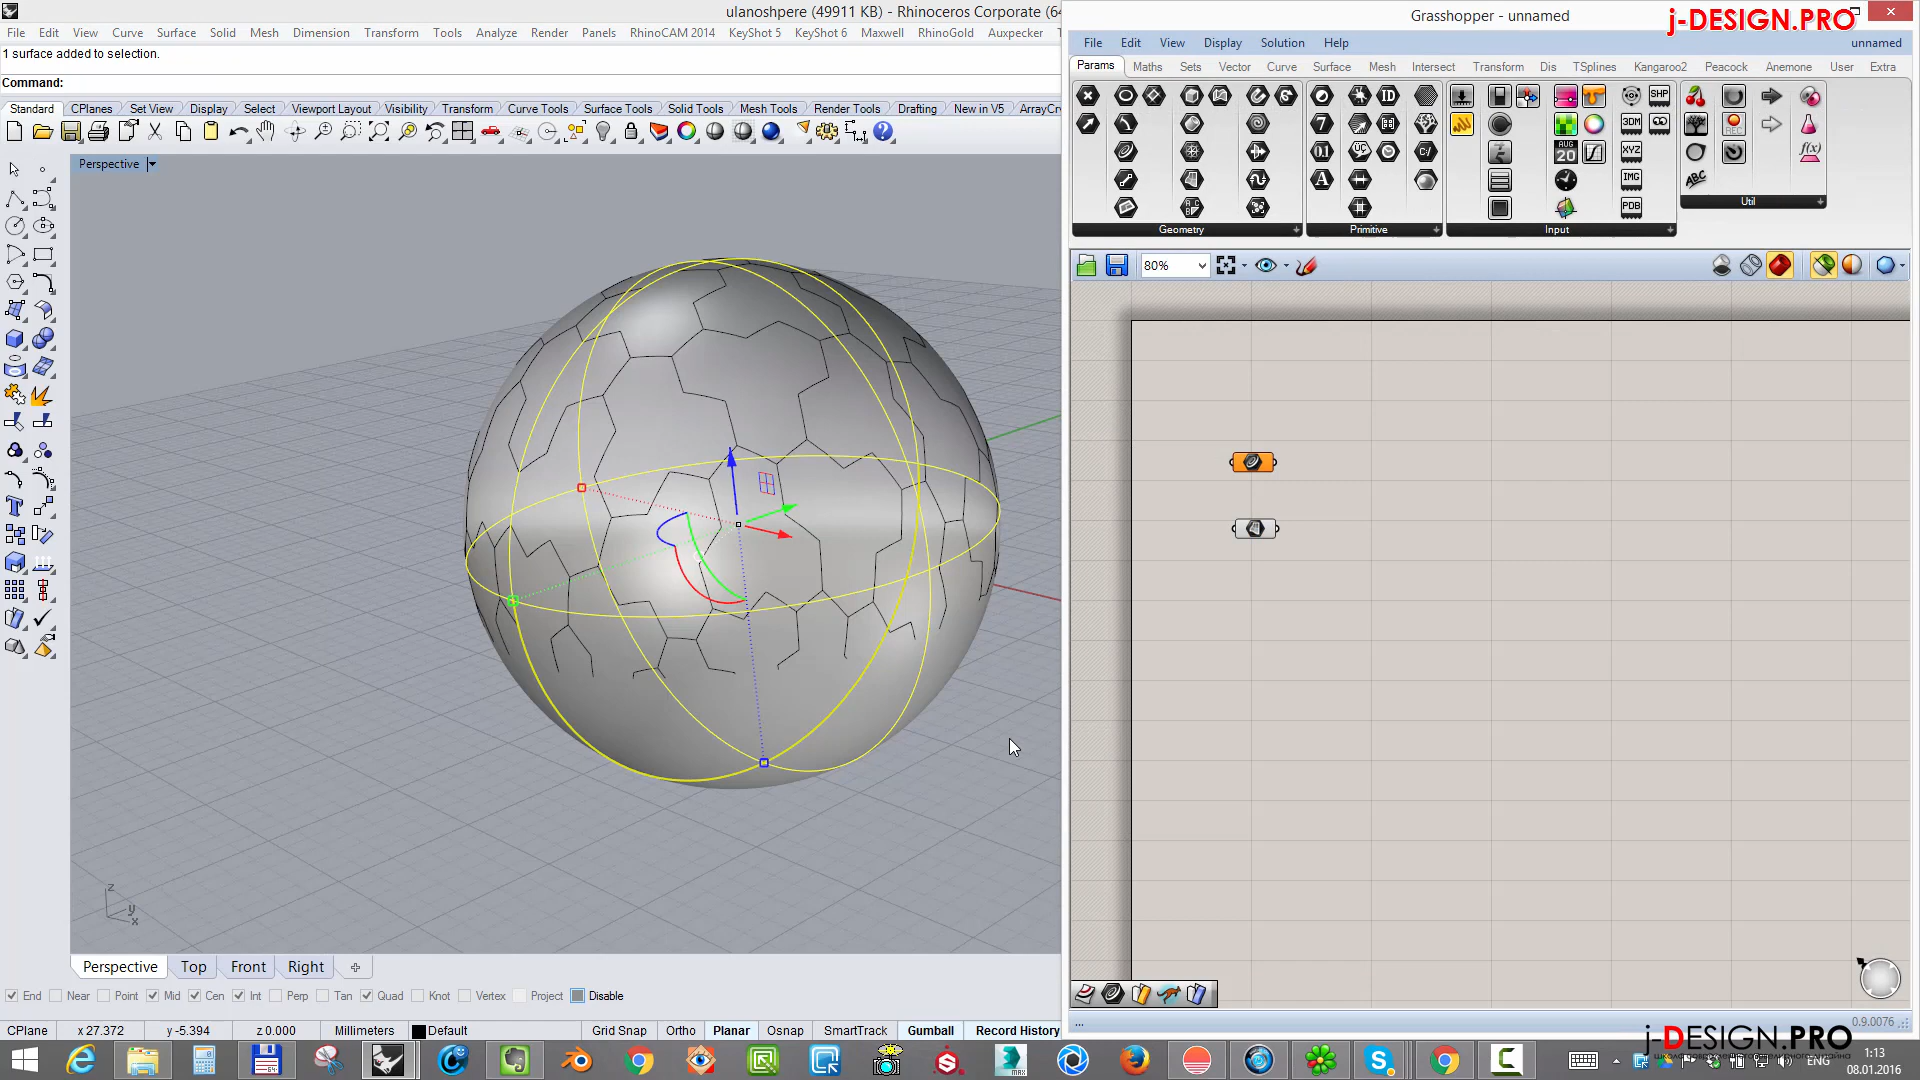 ulanoshpere (49911 KB) - Rhinoceros Corporate (64
File Edit View Curve Surface Solid Mesh Dimension Transform Tools Analyze Render Panels RhinoCAM 2014 KeyShot 5 KeyShot 6 Maxwell RhinoGold Auxpecker
1 surface added to selection.
Command:
Standard CPlanes Set View Display Select Viewport Layout Visibility Transform Curve Tools Surface Tools Solid Tools Mesh Tools Render Tools Drafting New in V5 ArrayCr
Perspective
z
y
x
Perspective Top Front Right
End Near Point Mid Cen Int Perp Tan Quad Knot Vertex Project Disable
CPlane x 27.372 y -5.394 z 0.000 Millimeters Default Grid Snap Ortho Planar Osnap SmartTrack Gumball Record History
Grasshopper - unnamed
j-DESIGN.PRO
File Edit View Display Solution Help unnamed
Params Maths Sets Vector Curve Surface Mesh Intersect Transform Dis TSplines Kangaroo2 Peacock Anemone User Extra
Geometry Primitive Input Util
80%
...
0.9.0076
j-DESIGN.PRO
ENG
1:13
08.01.2016